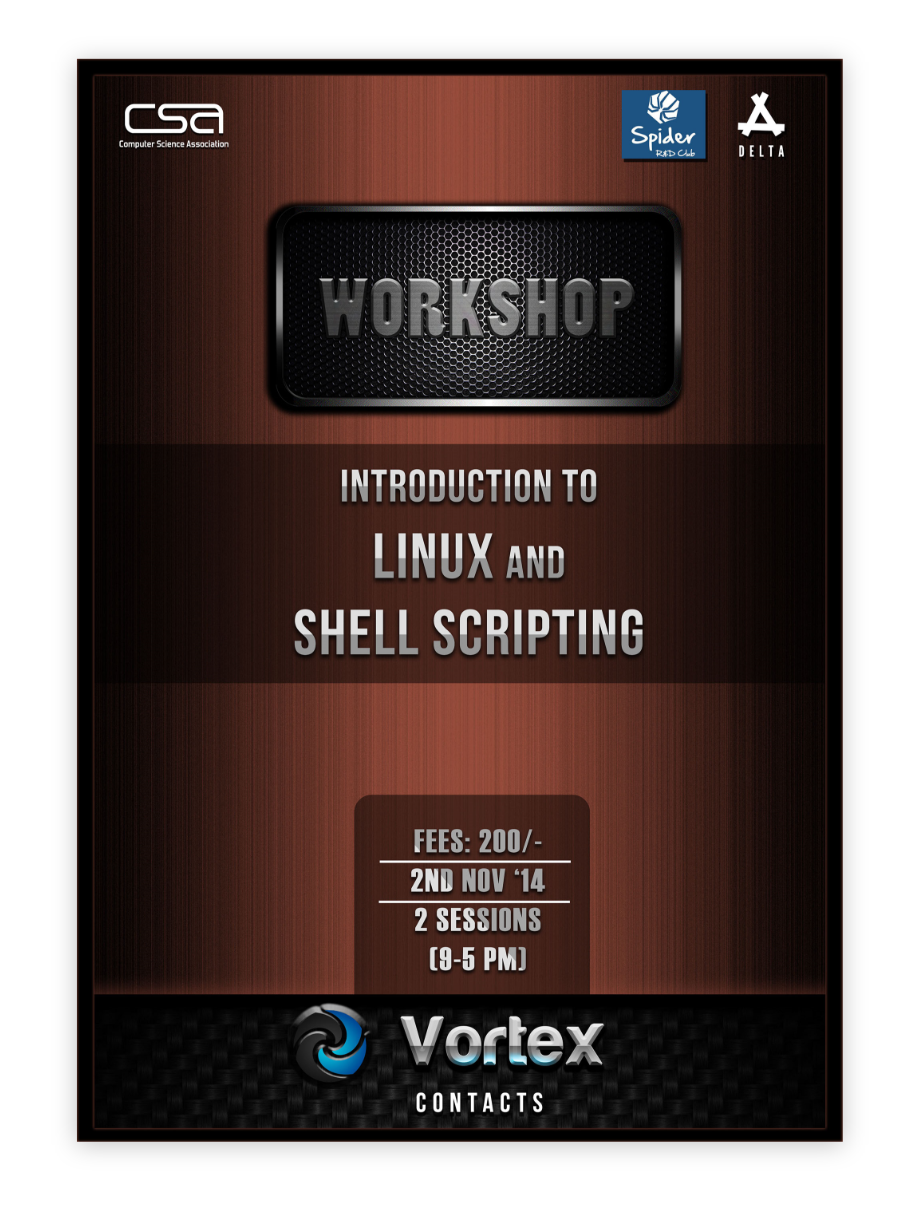 csa
Computer Science Association
Spider
R&D Club
DELTA
WORKSHOP
INTRODUCTION TO
LINUX AND
SHELL SCRIPTING
FEES: 200/-
2ND NOV ‘14
2 SESSIONS
(9-5 PM)
Vortex
CONTACTS